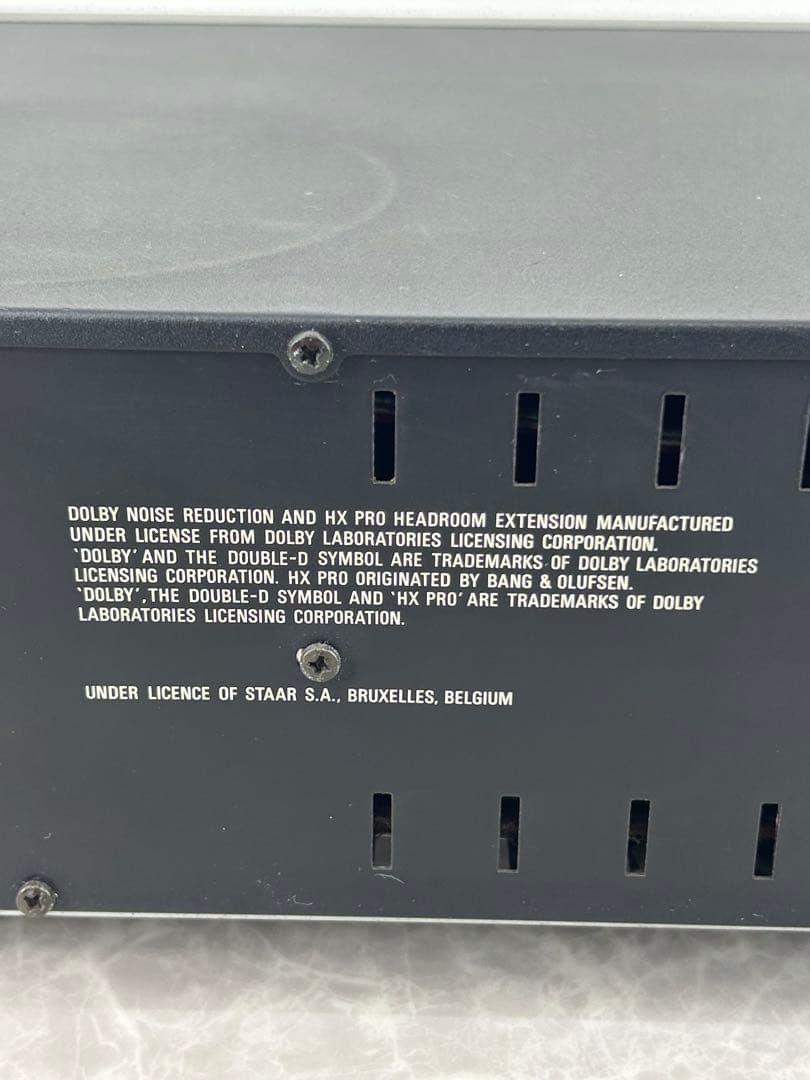 DOLBY NOISE REDUCTION AND HX PRO HEADROOM EXTENSION MANUFACTURED
UNDER LICENSE FROM DOLBY LABORATORIES LICENSING CORPORATION.
'DOLBY' AND THE DOUBLE-D SYMBOL ARE TRADEMARKS OF DOLBY LABORATORIES
LICENSING CORPORATION. HX PRO ORIGINATED BY BANG & OLUFSEN.
'DOLBY', THE DOUBLE-D SYMBOL AND 'HX PRO' ARE TRADEMARKS OF DOLBY
LABORATORIES LICENSING CORPORATION.
UNDER LICENCE OF STAAR S.A., BRUXELLES, BELGIUM